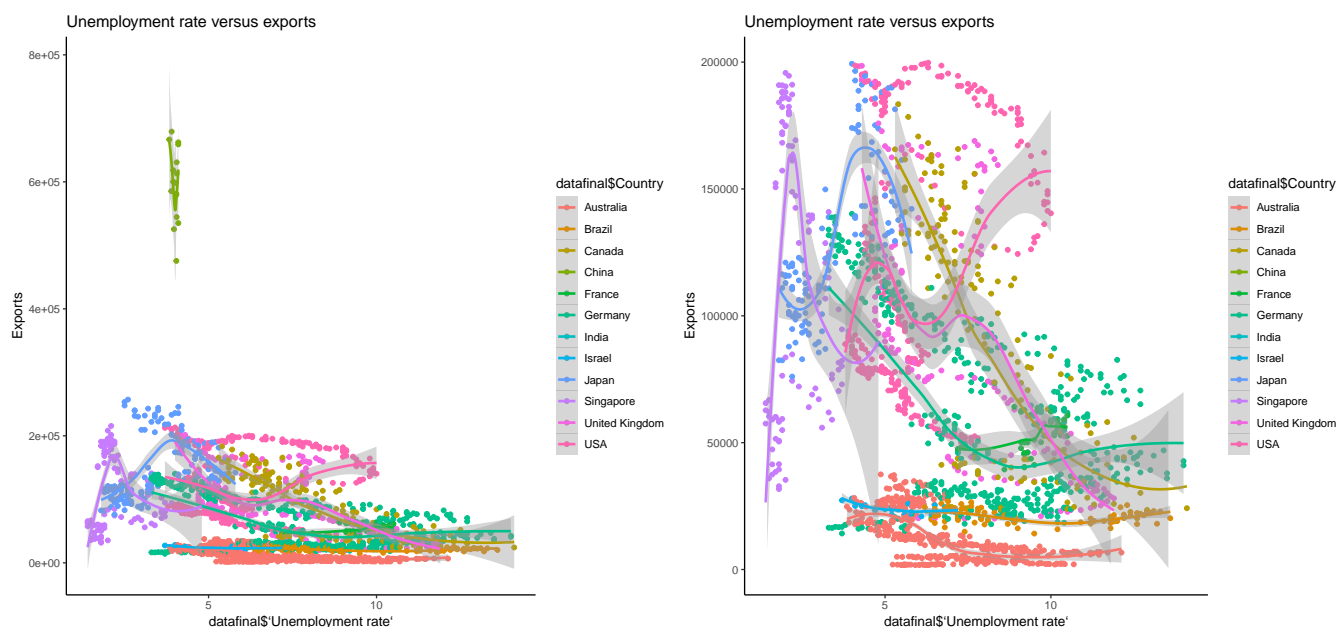 Unemployment rate versus exports
8e+05
6e+05
4e+05
2e+05
0e+00
Exports
5
10
datafinal$‘Unemployment rate‘
datafinal$Country
Australia
Brazil
Canada
China
France
Germany
India
Israel
Japan
Singapore
United Kingdom
USA
Unemployment rate versus exports
200000
150000
100000
50000
0
Exports
5
10
datafinal$‘Unemployment rate‘
datafinal$Country
Australia
Brazil
Canada
China
France
Germany
India
Israel
Japan
Singapore
United Kingdom
USA